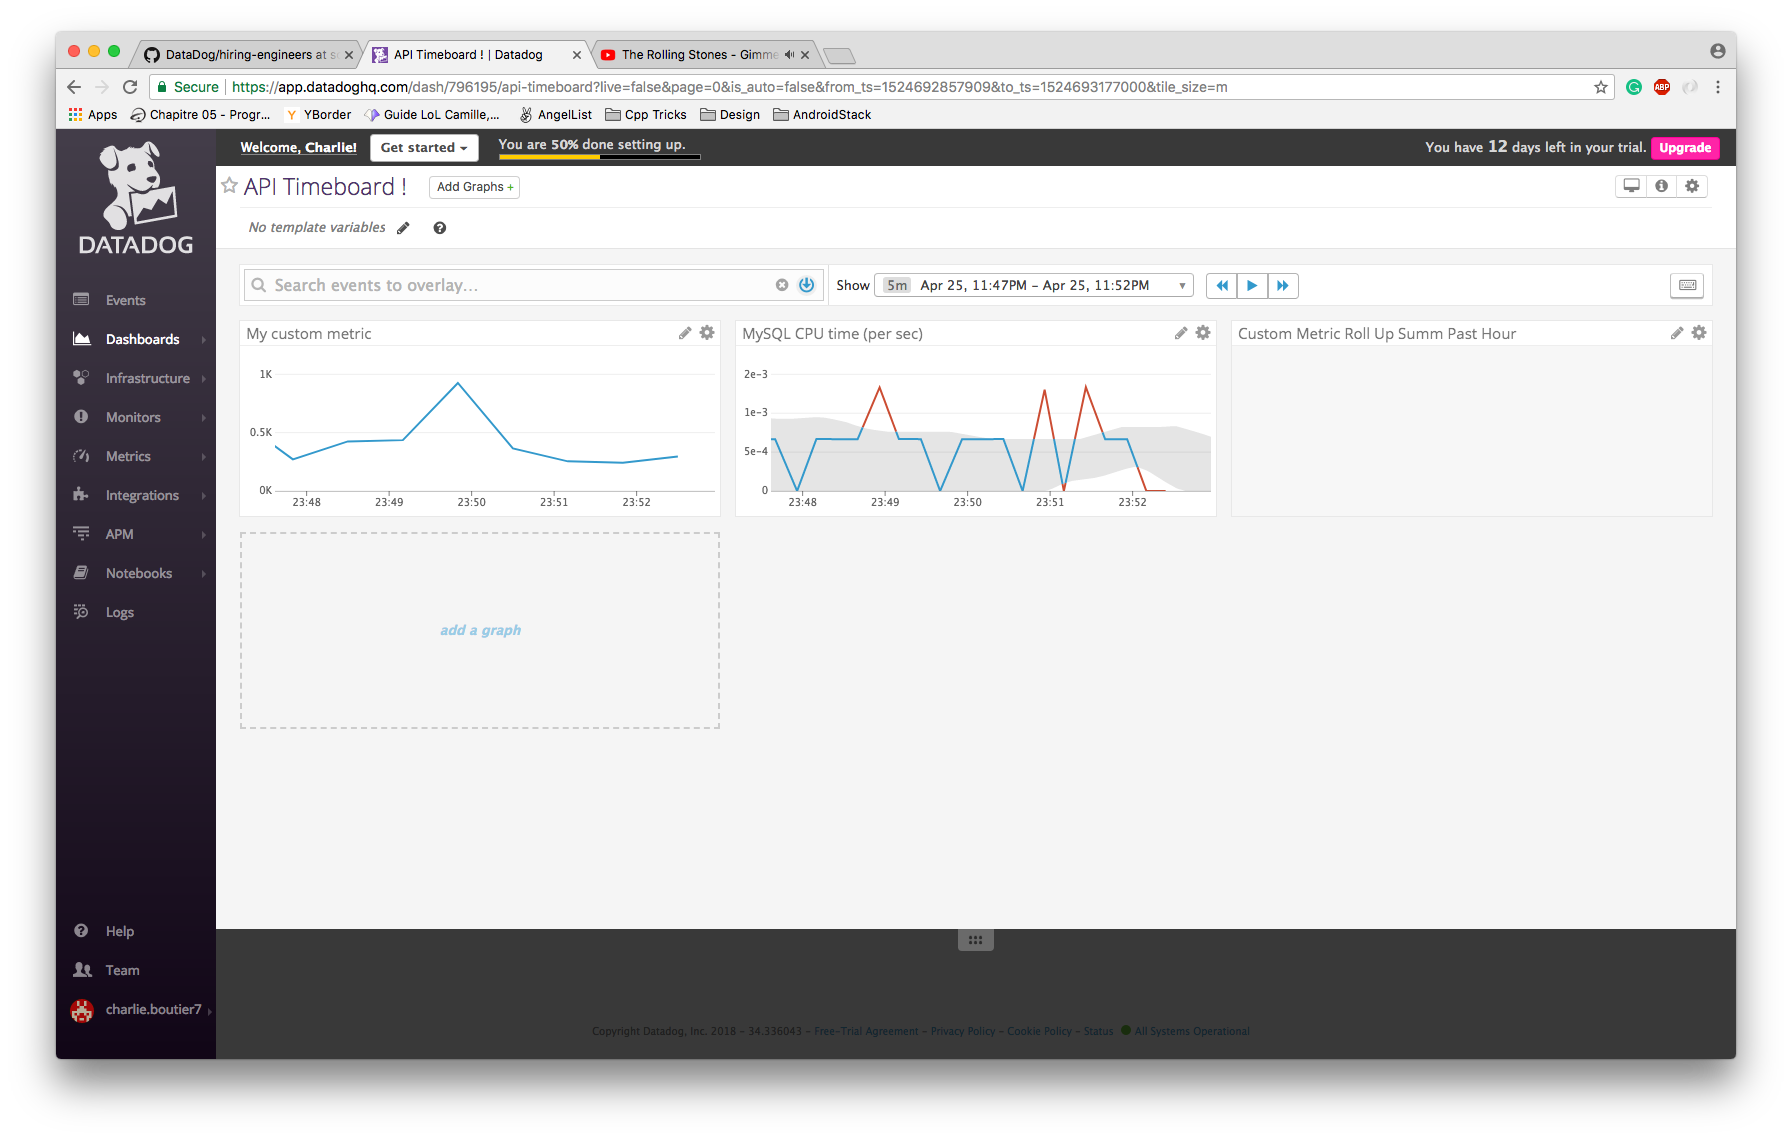 DataDog/hiring-engineers at s
API Timeboard ! | Datadog
The Rolling Stones - Gimme
Secure
https://app.datadoghq.com/dash/796195/api-timeboard?live=false&page=0&is_auto=false&from_ts=1524692857909&to_ts=1524693177000&tile_size=m
ABP
Apps
Chapitre 05 - Progr...
Y YBorder
Guide LoL Camille,...
AngelList
Cpp Tricks
Design
AndroidStack
DATADOG
Welcome, Charlie!
Get started
You are 50% done setting up.
You have 12 days left in your trial.
Upgrade
API Timeboard !
Add Graphs +
No template variables
Search events to overlay...
Show
5m
Apr 25, 11:47PM – Apr 25, 11:52PM
Events
Dashboards
Infrastructure
Monitors
Metrics
Integrations
APM
Notebooks
Logs
Help
Team
charlie.boutier7
My custom metric
1K
0.5K
0K
23:48
23:49
23:50
23:51
23:52
MySQL CPU time (per sec)
2e-3
1e-3
5e-4
0
23:48
23:49
23:50
23:51
23:52
Custom Metric Roll Up Summ Past Hour
add a graph
Copyright Datadog, Inc. 2018 – 34.336043 – Free-Trial Agreement – Privacy Policy – Cookie Policy – Status All Systems Operational